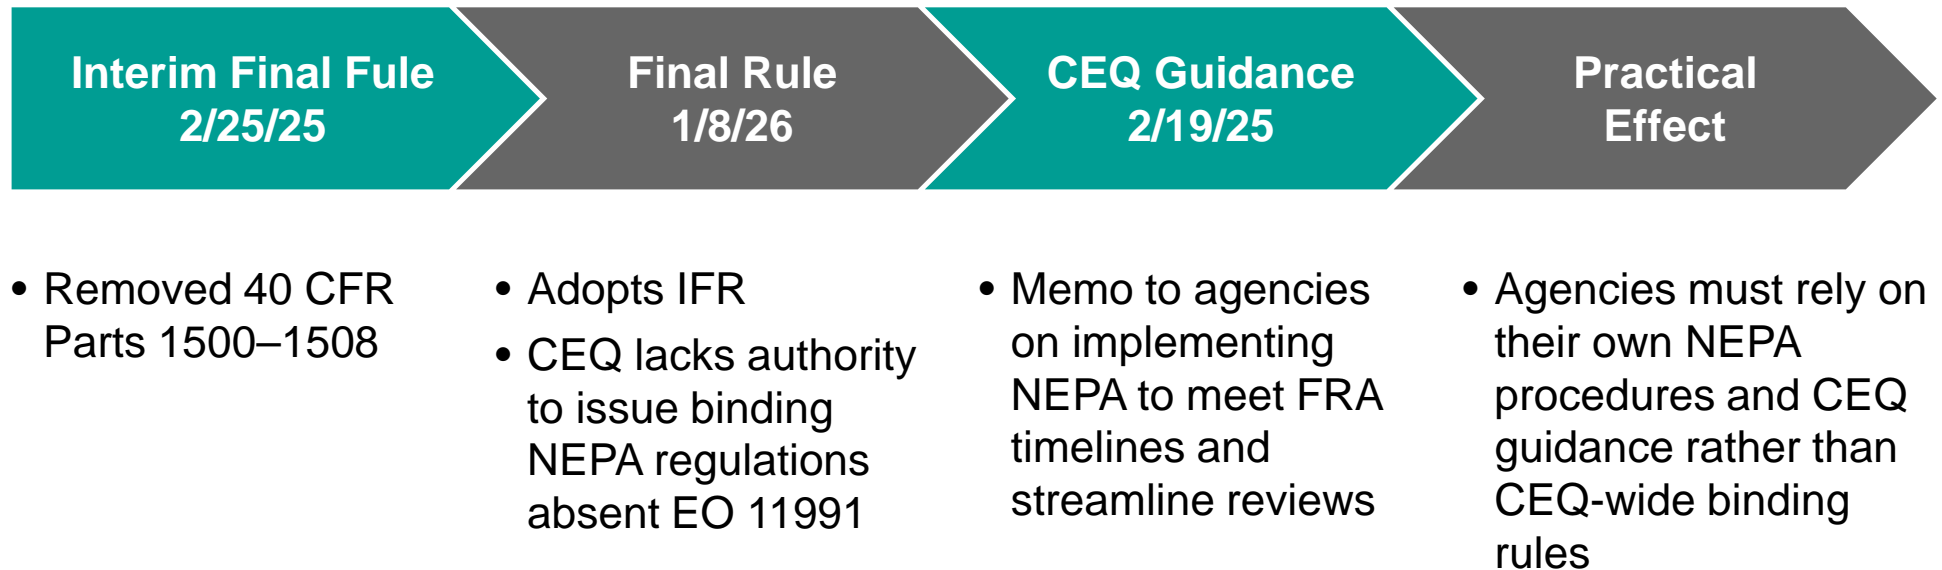 Interim Final Fule
2/25/25
Final Rule
1/8/26
CEQ Guidance
2/19/25
Practical
Effect
• Removed 40 CFR
Parts 1500–1508
• Adopts IFR
• CEQ lacks authority
to issue binding
NEPA regulations
absent EO 11991
• Memo to agencies
on implementing
NEPA to meet FRA
timelines and
streamline reviews
• Agencies must rely on
their own NEPA
procedures and CEQ
guidance rather than
CEQ-wide binding
rules